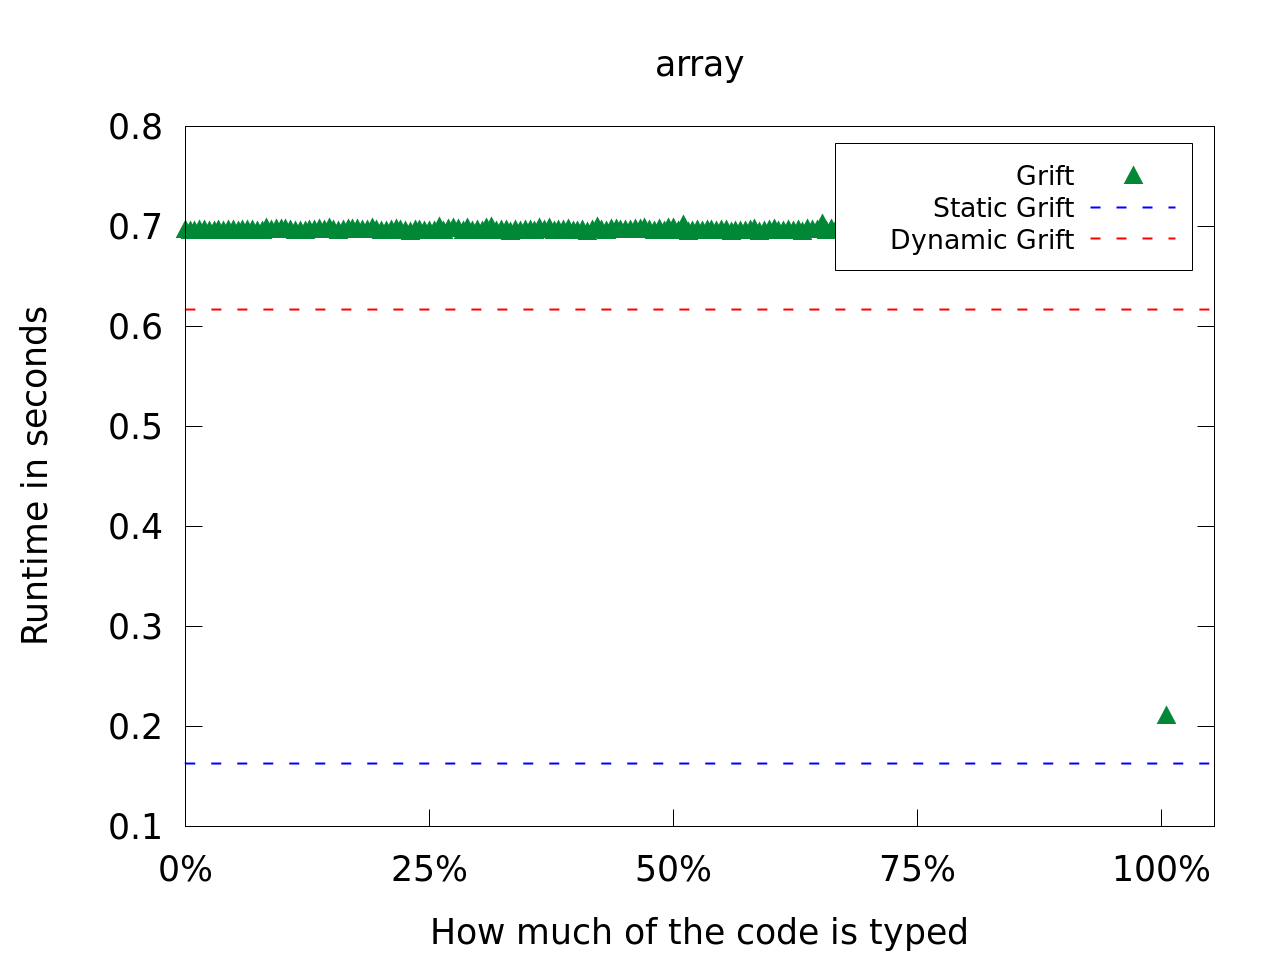 array
0.8
0.7
0.6
0.5
0.4
0.3
0.2
0.1
Runtime in seconds
Grift
Static Grift
Dynamic Grift
0% 25% 50% 75% 100%
How much of the code is typed